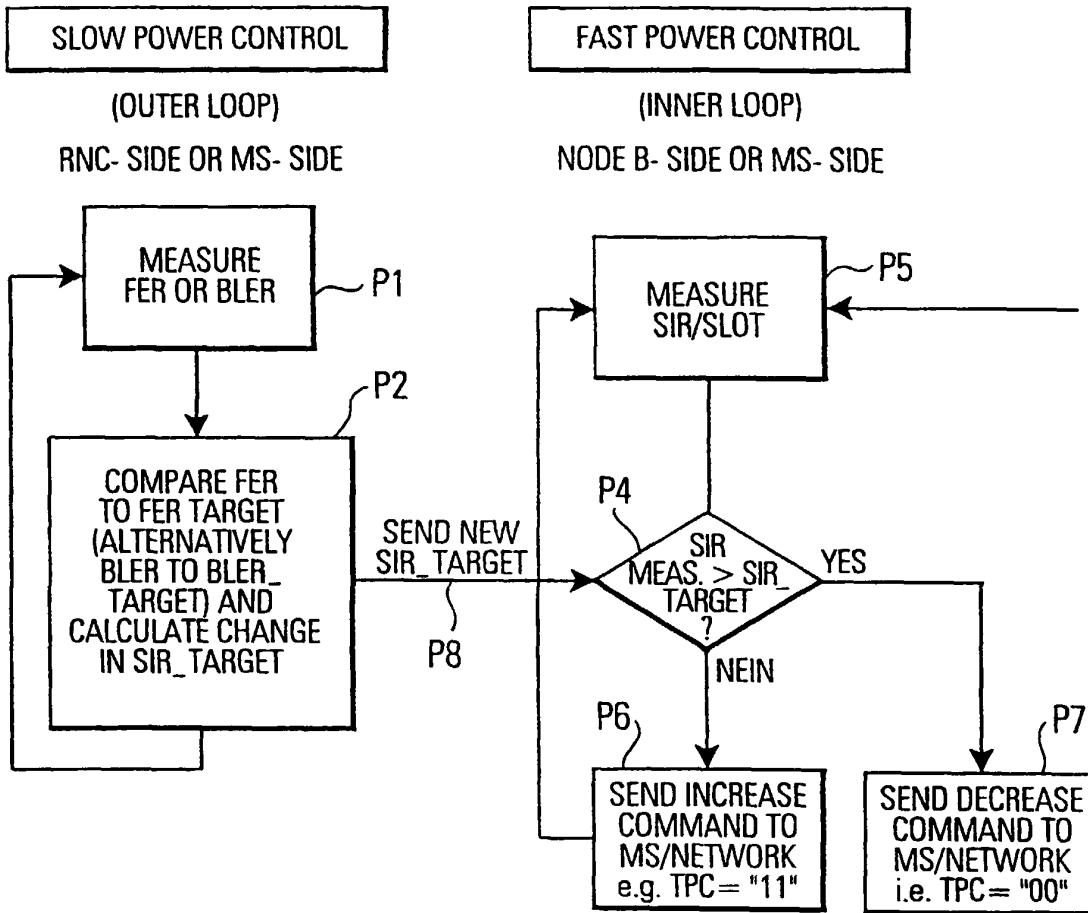 SLOW POWER CONTROL
(OUTER LOOP)
RNC- SIDE OR MS- SIDE
MEASURE
FER OR BLER
P1
P2
COMPARE FER
TO FER TARGET
(ALTERNATIVELY
BLER TO BLER_
TARGET) AND
CALCULATE CHANGE
IN SIR_TARGET
SEND NEW
SIR_TARGET
P8
FAST POWER CONTROL
(INNER LOOP)
NODE B- SIDE OR MS- SIDE
MEASURE
SIR/SLOT
P5
P4
SIR
MEAS. > SIR_
TARGET
?
YES
NEIN
P6
SEND INCREASE
COMMAND TO
MS/NETWORK
e.g. TPC = "11"
P7
SEND DECREASE
COMMAND TO
MS/NETWORK
i.e. TPC = "00"